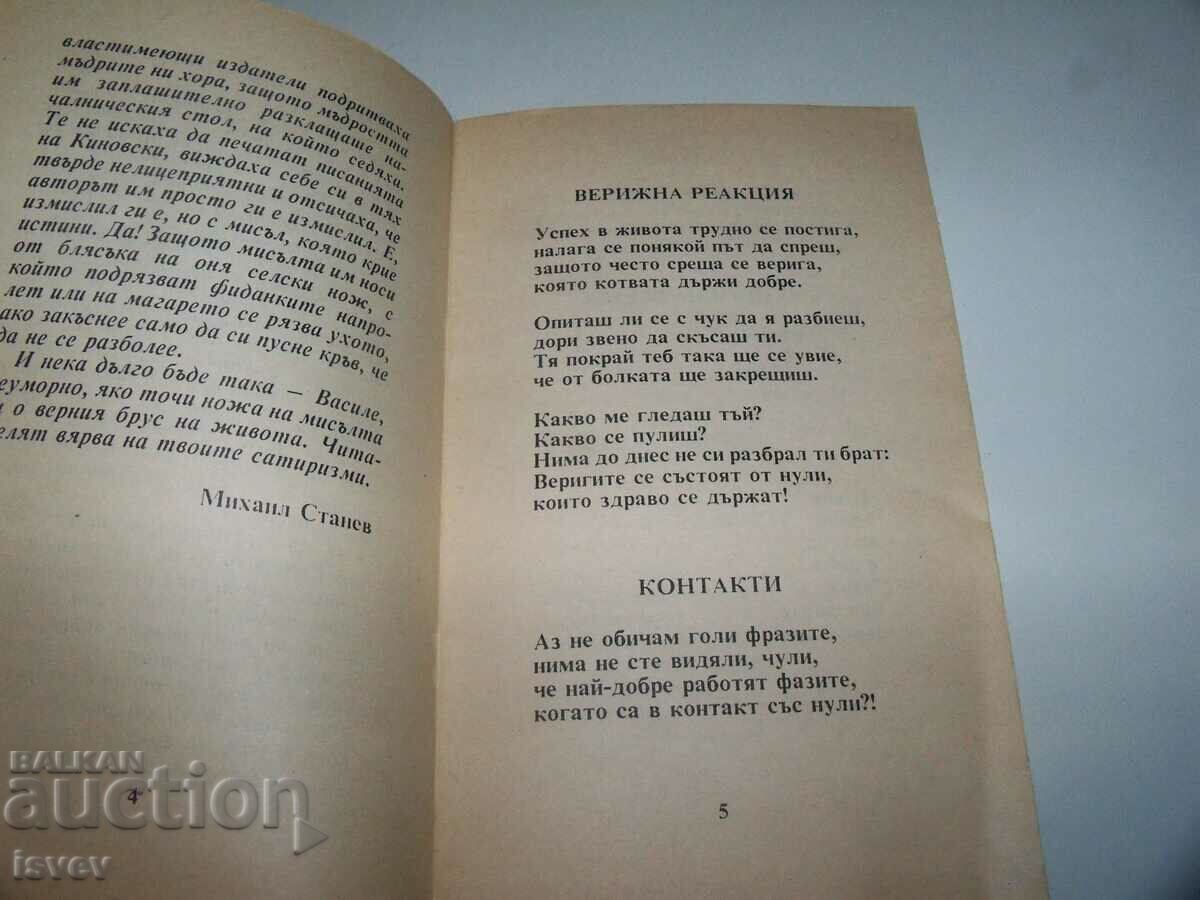 властимеющи издатели подритваха
мъдрите ни хора, защото мъдростта
им заплашително разклащаше на-
чалническия стол, на който седяха.
Те не искаха да печатат писанията
на Киновски, виждаха себе си в тях
твърде нелицеприятни и отсичаха, че
авторът им просто ги е измислил. Е,
измислил ги е, но с мисъл, която крие
истини. Да! Защото мисълта им носи
от блясъка на оня селски нож, с
който подрязват фиданките напро-
лет или на магарето се рязва ухото,
ако закъснее само да си пусне кръв, че
да не се разболее.
И нека дълго бъде така – Василе,
еуморно, яко точи ножа на мисълта
и о верния брус на живота. Чита-
елят вярва на твоите сатиризми.
Михаил Станев
4
ВЕРИЖНА РЕАКЦИЯ
Успех в живота трудно се постига,
налага се понякой път да спреш,
защото често среща се верига,
която котвата държи добре.
Опиташ ли се с чук да я разбиеш,
дори звено да скъсаш ти.
Тя покрай теб така ще се увие,
че от болката ще закрещиш.
Какво ме гледаш тъй?
Какво се пулиш?
Нима до днес не си разбрал ти брат:
Веригите се състоят от нули,
които здраво се държат!
КОНТАКТИ
Аз не обичам голи фразите,
нима не сте видяли, чули,
че най-добре работят фазите,
когато са в контакт със нули?!
5
BALKAN
auction
isvev